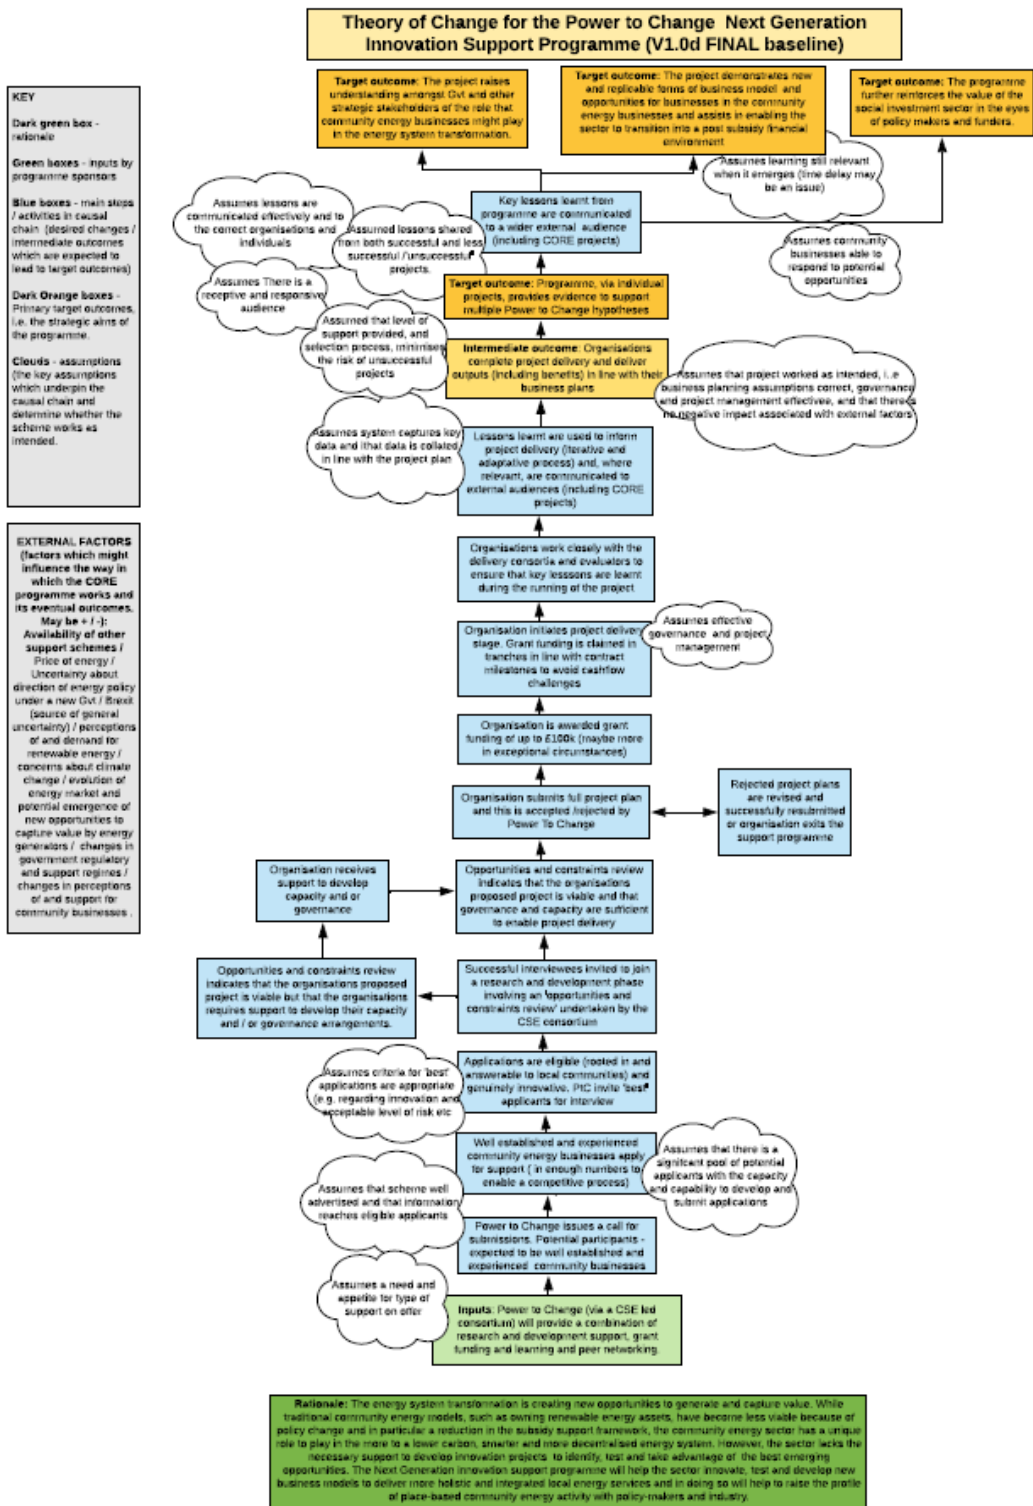 Theory of Change for the Power to Change Next Generation
Innovation Support Programme (V1.0d FINAL baseline)
KEY
Dark green box -
rationale
Green boxes - inputs by
programme sponsors
Blue boxes - main steps
/ activities in causal
chain (desired changes /
intermediate outcomes
which are expected to
lead to target outcomes)
Dark Orange boxes -
Primary target outcomes,
i.e. the strategic aims of
the programme.
Clouds - assumptions
(the key assumptions
which underpin the
causal chain and
determine whether the
scheme works as
intended.
EXTERNAL FACTORS
(factors which might
influence the way in
which the CORE
programme works and
its eventual outcomes.
May be + / -):
Availability of other
support schemes /
Price of energy /
Uncertainty about
direction of energy policy
under a new Gvt / Brexit
(source of general
uncertainty) / perceptions
of and demand for
renewable energy /
concerns about climate
change / evolution of
energy market and
potential emergence of
new opportunities to
capture value by energy
generators / changes in
government regulatory
and support regimes /
changes in perceptions
of and support for
community businesses .
Target outcome: The project raises
understanding amongst Gvt and other
strategic stakeholders of the role that
community energy businesses might play
in the energy system transformation.
Target outcome: The project demonstrates new
and replicable forms of business model and
opportunities for businesses in the community
energy businesses and assists in enabling the
sector to transition into a post subsidy financial
environment
Target outcome: The programme
further reinforces the value of the
social investment sector in the eyes
of policy makers and funders.
Assumes learning still relevant
when it emerges (time delay may
be an issue)
Assumes lessons are
communicated effectively and to
the correct organisations and
individuals
Assumed lessons shared
from both successful and less
successful /'unsuccessful'
projects.
Key lessons learnt from
programme are communicated
to a wider external audience
(including CORE projects)
Assumes community
businesses able to
respond to potential
opportunities
Assumes There is a
receptive and responsive
audience
Target outcome: Programme, via individual
projects, provides evidence to support
multiple Power to Change hypotheses
Assumed that level of
support provided, and
selection process, minimises
the risk of unsuccessful
projects
Intermediate outcome: Organisations
complete project delivery and deliver
outputs (including benefits) in line with their
business plans
Assumes that project worked as intended, i..e
business planning assumptions correct, governance
and project management effectivee, and that there is
no negative impact associated with external factors
Assumes system captures key
data and ithat data is collated
in line with the project plan
Lessons learnt are used to inform
project delivery (iterative and
adaptative process) and, where
relevant, are communicated to
external audiences (including CORE
projects)
Organisations work closely with the
delivery consortia and evaluators to
ensure that key lesssons are learnt
during the running of the project
Organisation initiates project delivery
stage. Grant funding is claimed in
tranches in line with contract
milestones to avoid cashflow
challenges
Assumes effective
governance and project
management
Organisation is awarded grant
funding of up to £100k (maybe more
in exceptional circumstances)
Organisation submits full project plan
and this is accepted /rejected by
Power To Change
Rejected project plans
are revised and
successfully resubmitted
or organisation exits the
support programme
Organisation receives
support to develop
capacity and or
governance
Opportunities and constraints review
indicates that the organisations
proposed project is viable and that
governance and capacity are sufficient
to enable project delivery
Opportunities and constraints review
indicates that the organisations proposed
project is viable but that the organisations
requires support to develop their capacity
and / or governance arrangements.
Successful interviewees invited to join
a research and development phase
involving an 'opportunities and
constraints review' undertaken by the
CSE consortium
Assumes criteria for 'best'
applications are appropriate
(e.g. regarding innovation and
acceptable level of risk etc
Applications are eligible (rooted in and
answerable to local communities) and
genuinely innovative. PtC invite 'best'
applicants for interview
Well established and experienced
community energy businesses apply
for support ( in enough numbers to
enable a competitive process)
Assumes that there is a
signifcant pool of potential
applicants with the capacity
and capability to develop and
submit applications
Assumes that scheme well
advertised and that information
reaches eligible applicants
Power to Change issues a call for
submissions. Potential participants -
expected to be well established and
experienced community businesses
Assumes a need and
appetite for type of
support on offer
Inputs: Power to Change (via a CSE led
consortium) will provide a combination of
research and development support, grant
funding and learning and peer networking.
Rationale: The energy system transformation is creating new opportunities to generate and capture value. While
traditional community energy models, such as owning renewable energy assets, have become less viable because of
policy change and in particular a reduction in the subsidy support framework, the community energy sector has a unique
role to play in the more to a lower carbon, smarter and more decentralised energy system. However, the sector lacks the
necessary support to develop innovation projects to identify, test and take advantage of the best emerging
opportunities. The Next Generation innovation support programme will help the sector innovate, test and develop new
business models to deliver more holistic and integrated local energy services and in doing so will help to raise the profile
of place-based community energy activity with policy-makers and industry.